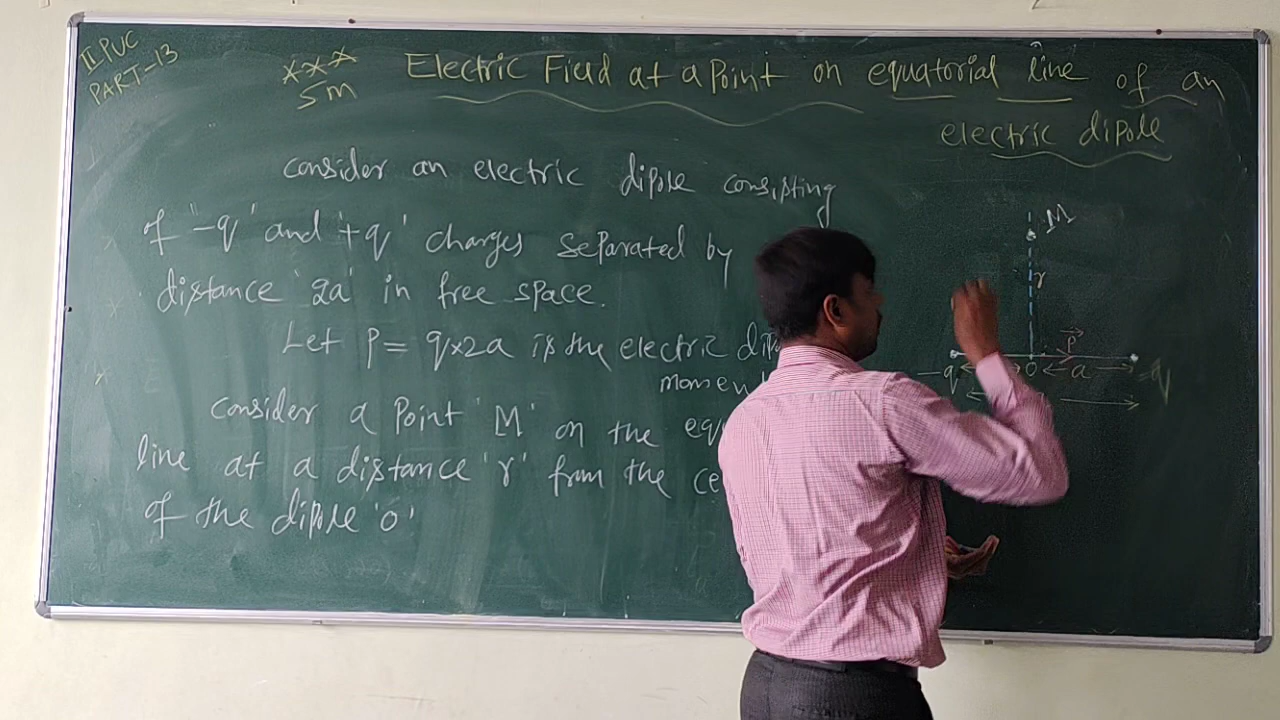 II PUC
PART-13
***
5m
Electric Field at a Point on equatorial line of an
electric dipole
consider an electric dipole consisting
of '-q' and '+q' charges separated by
distance '2a' in free space.
Let P = q×2a is the electric
momen
consider a Point 'M' on the
line at a distance 'r' from the
of the dipole 'o'
M
r
P
-q o a q